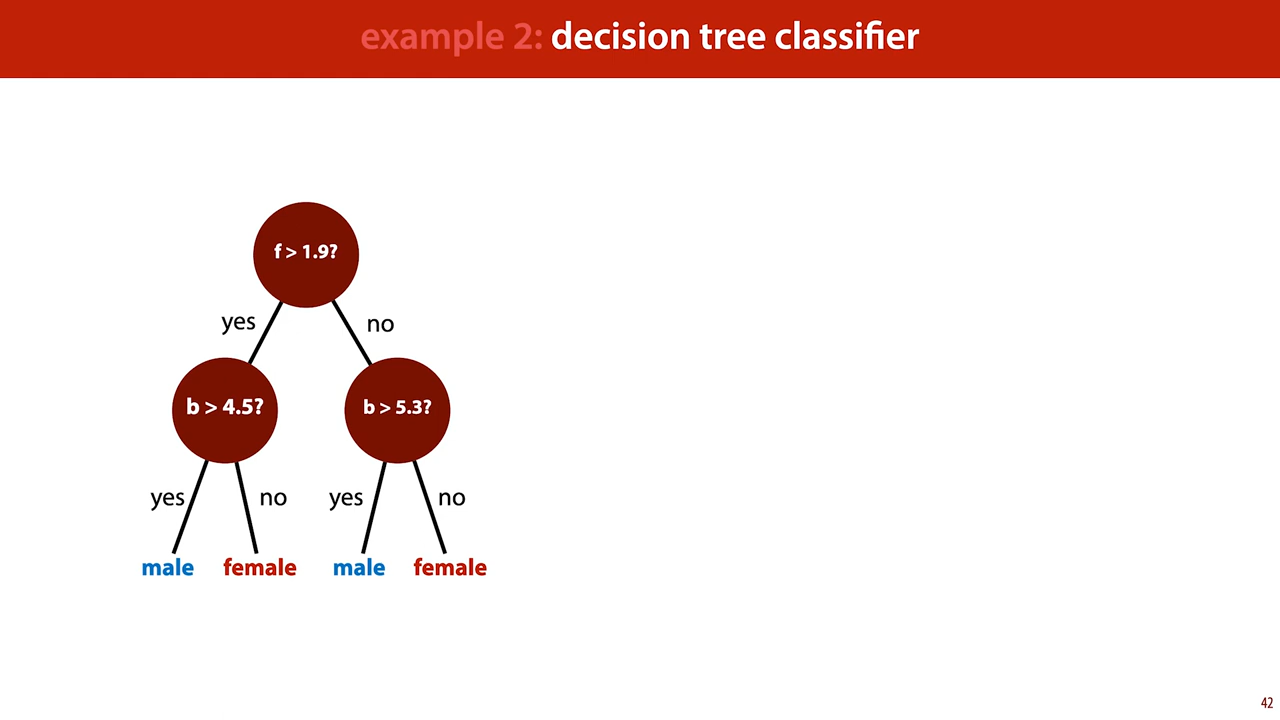 example 2: decision tree classifier
f > 1.9?
yes
no
b > 4.5?
b > 5.3?
yes
no
yes
no
male
female
male
female
42